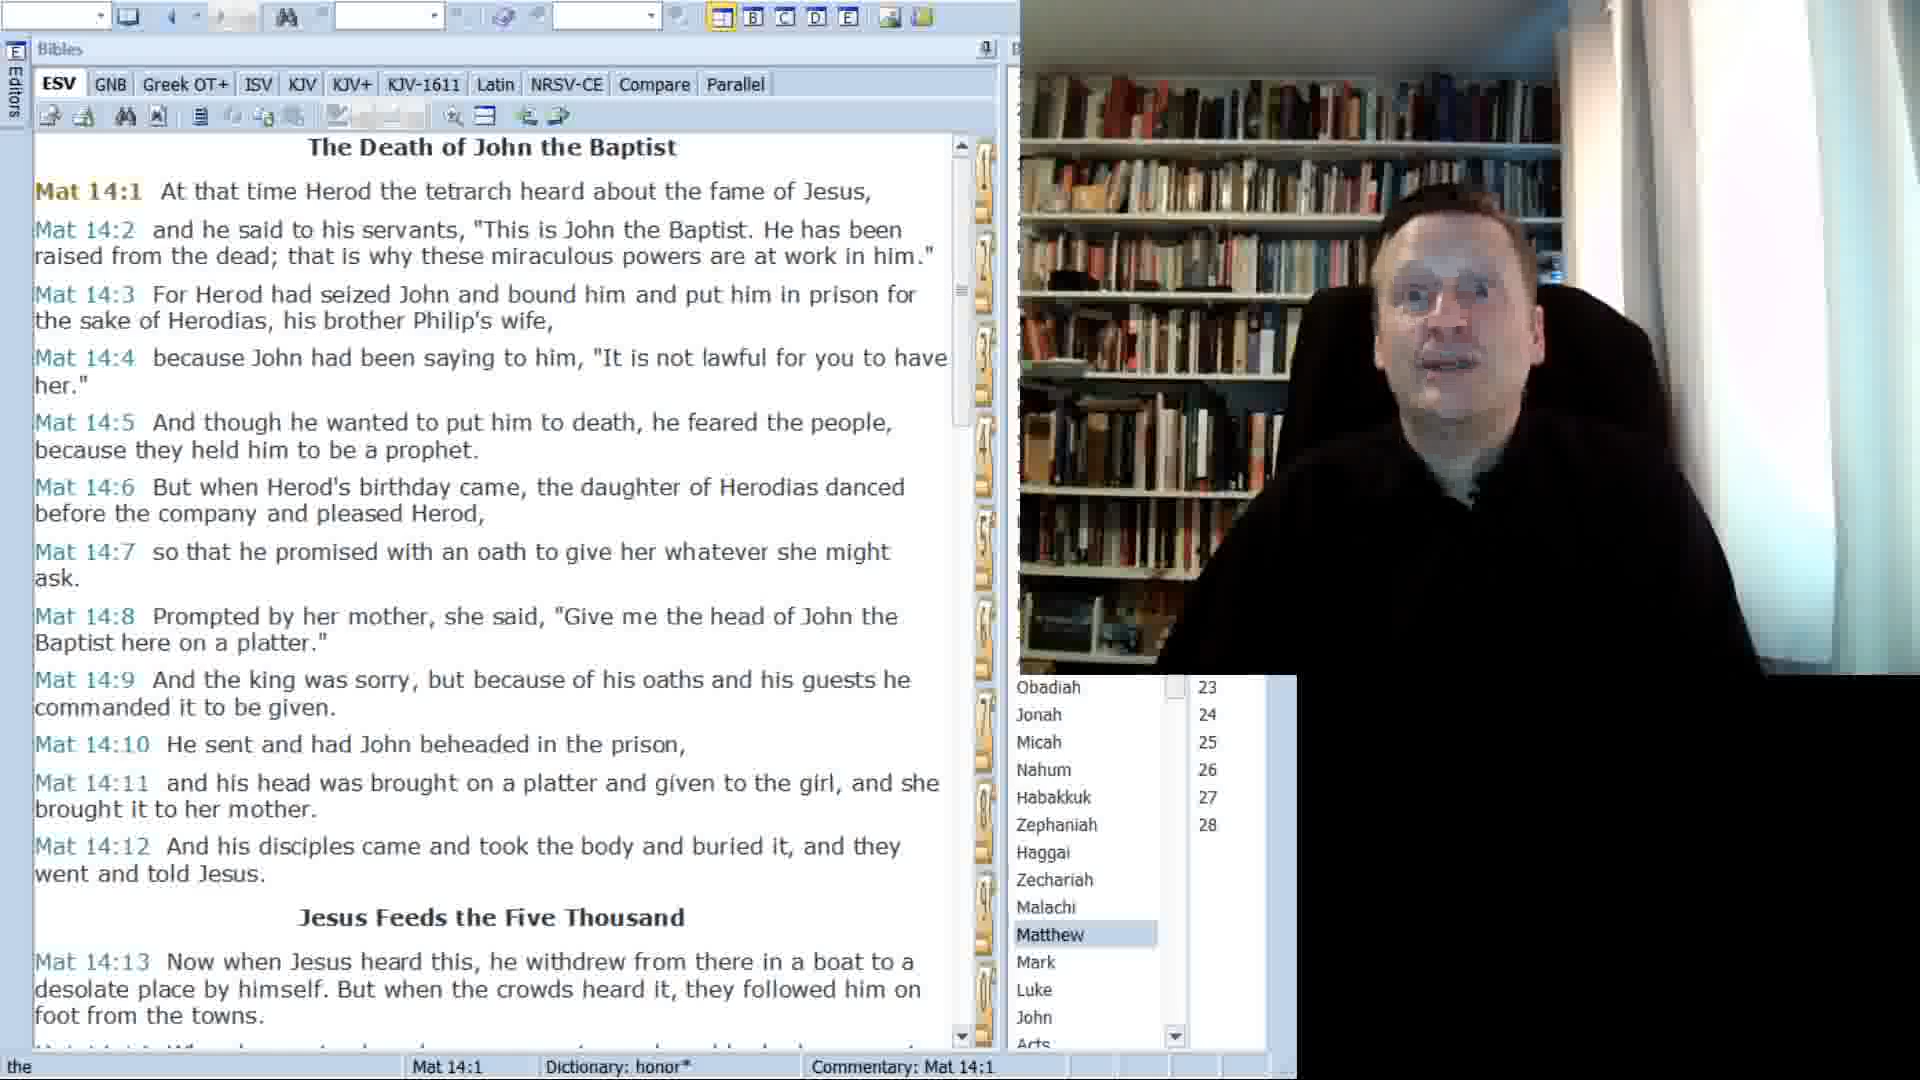 B C D E
E
Editors
Bibles
ESV GNB Greek OT+ ISV KJV KJV+ KJV-1611 Latin NRSV-CE Compare Parallel
The Death of John the Baptist
Mat 14:1 At that time Herod the tetrarch heard about the fame of Jesus,
Mat 14:2 and he said to his servants, "This is John the Baptist. He has been
raised from the dead; that is why these miraculous powers are at work in him."
Mat 14:3 For Herod had seized John and bound him and put him in prison for
the sake of Herodias, his brother Philip's wife,
Mat 14:4 because John had been saying to him, "It is not lawful for you to have
her."
Mat 14:5 And though he wanted to put him to death, he feared the people,
because they held him to be a prophet.
Mat 14:6 But when Herod's birthday came, the daughter of Herodias danced
before the company and pleased Herod,
Mat 14:7 so that he promised with an oath to give her whatever she might
ask.
Mat 14:8 Prompted by her mother, she said, "Give me the head of John the
Baptist here on a platter."
Mat 14:9 And the king was sorry, but because of his oaths and his guests he
commanded it to be given.
Mat 14:10 He sent and had John beheaded in the prison,
Mat 14:11 and his head was brought on a platter and given to the girl, and she
brought it to her mother.
Mat 14:12 And his disciples came and took the body and buried it, and they
went and told Jesus.
Jesus Feeds the Five Thousand
Mat 14:13 Now when Jesus heard this, he withdrew from there in a boat to a
desolate place by himself. But when the crowds heard it, they followed him on
foot from the towns.
Obadiah 23
Jonah 24
Micah 25
Nahum 26
Habakkuk 27
Zephaniah 28
Haggai
Zechariah
Malachi
Matthew
Mark
Luke
John
Acts
the Mat 14:1 Dictionary: honor* Commentary: Mat 14:1